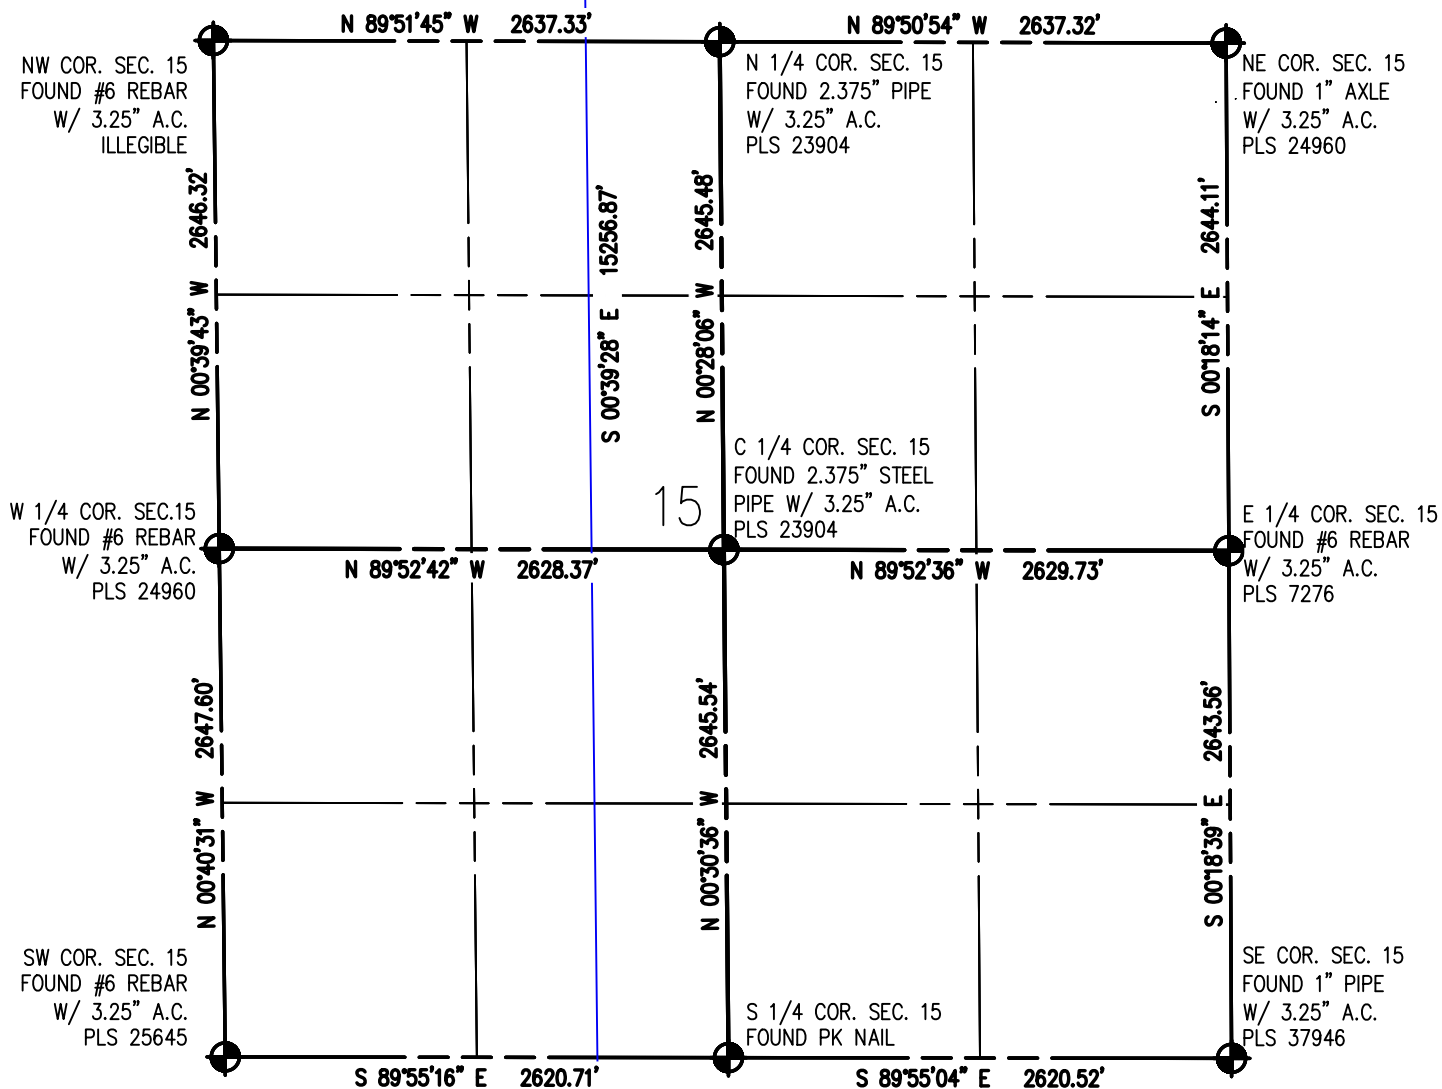 N 89°51'45" W 2637.33'
N 89°50'54" W 2637.32'
NW COR. SEC. 15
FOUND #6 REBAR
W/ 3.25" A.C.
ILLEGIBLE
N 1/4 COR. SEC. 15
FOUND 2.375" PIPE
W/ 3.25" A.C.
PLS 23904
NE COR. SEC. 15
FOUND 1" AXLE
W/ 3.25" A.C.
PLS 24960
N 00°39'43" W 2646.32'
S 00°39'28" E 15256.87'
N 00°28'06" W 2645.48'
S 00°18'14" E 2644.11'
C 1/4 COR. SEC. 15
FOUND 2.375" STEEL
PIPE W/ 3.25" A.C.
PLS 23904
15
W 1/4 COR. SEC.15
FOUND #6 REBAR
W/ 3.25" A.C.
PLS 24960
E 1/4 COR. SEC. 15
FOUND #6 REBAR
W/ 3.25" A.C.
PLS 7276
N 89°52'42" W 2628.37'
N 89°52'36" W 2629.73'
N 00°40'31" W 2647.60'
N 00°30'36" W 2645.54'
S 00°18'39" E 2643.56'
SW COR. SEC. 15
FOUND #6 REBAR
W/ 3.25" A.C.
PLS 25645
S 1/4 COR. SEC. 15
FOUND PK NAIL
SE COR. SEC. 15
FOUND 1" PIPE
W/ 3.25" A.C.
PLS 37946
S 89°55'16" E 2620.71'
S 89°55'04" E 2620.52'